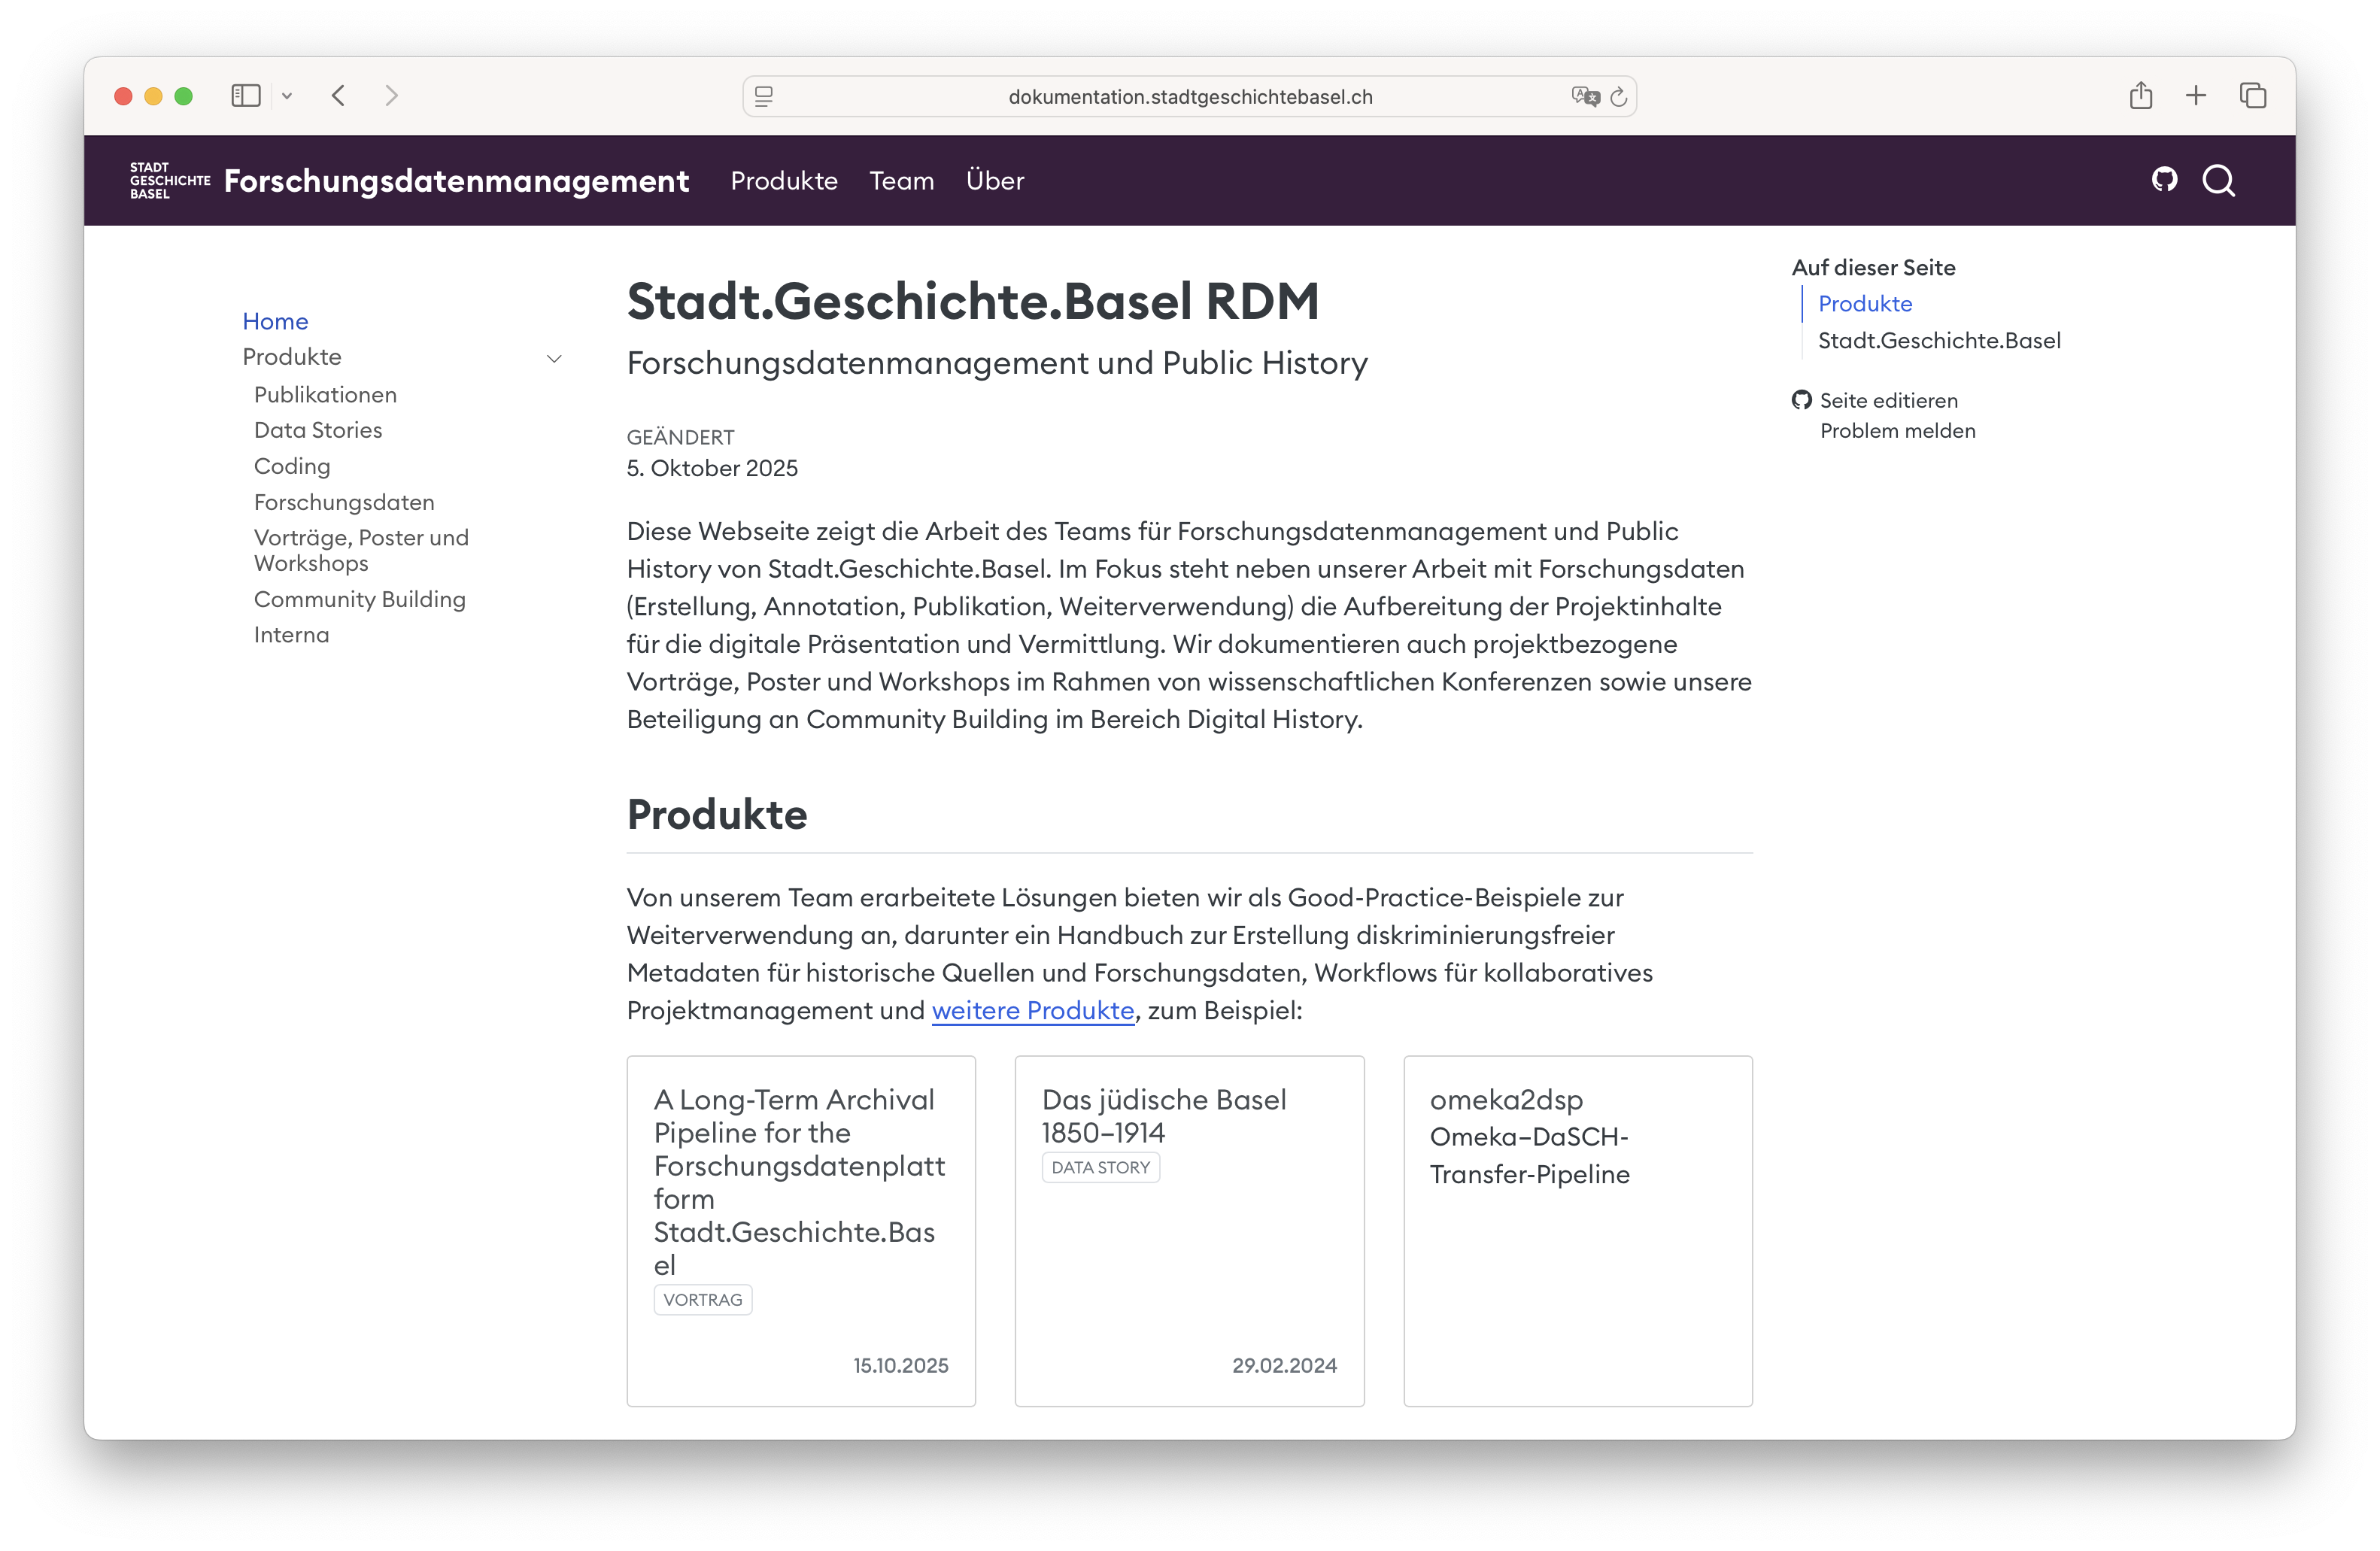 dokumentation.stadtgeschichtebasel.ch
STADT
GESCHICHTE
BASEL
Forschungsdatenmanagement
Produkte
Team
Über
Home
Produkte
Publikationen
Data Stories
Coding
Forschungsdaten
Vorträge, Poster und
Workshops
Community Building
Interna
Stadt.Geschichte.Basel RDM
Forschungsdatenmanagement und Public History
GEÄNDERT
5. Oktober 2025
Diese Webseite zeigt die Arbeit des Teams für Forschungsdatenmanagement und Public
History von Stadt.Geschichte.Basel. Im Fokus steht neben unserer Arbeit mit Forschungsdaten
(Erstellung, Annotation, Publikation, Weiterverwendung) die Aufbereitung der Projektinhalte
für die digitale Präsentation und Vermittlung. Wir dokumentieren auch projektbezogene
Vorträge, Poster und Workshops im Rahmen von wissenschaftlichen Konferenzen sowie unsere
Beteiligung an Community Building im Bereich Digital History.
Produkte
Von unserem Team erarbeitete Lösungen bieten wir als Good-Practice-Beispiele zur
Weiterverwendung an, darunter ein Handbuch zur Erstellung diskriminierungsfreier
Metadaten für historische Quellen und Forschungsdaten, Workflows für kollaboratives
Projektmanagement und weitere Produkte, zum Beispiel:
A Long-Term Archival
Pipeline for the
Forschungsdatenplatt
form
Stadt.Geschichte.Bas
el
VORTRAG
15.10.2025
Das jüdische Basel
1850–1914
DATA STORY
29.02.2024
omeka2dsp
Omeka–DaSCH-
Transfer-Pipeline
Auf dieser Seite
Produkte
Stadt.Geschichte.Basel
Seite editieren
Problem melden